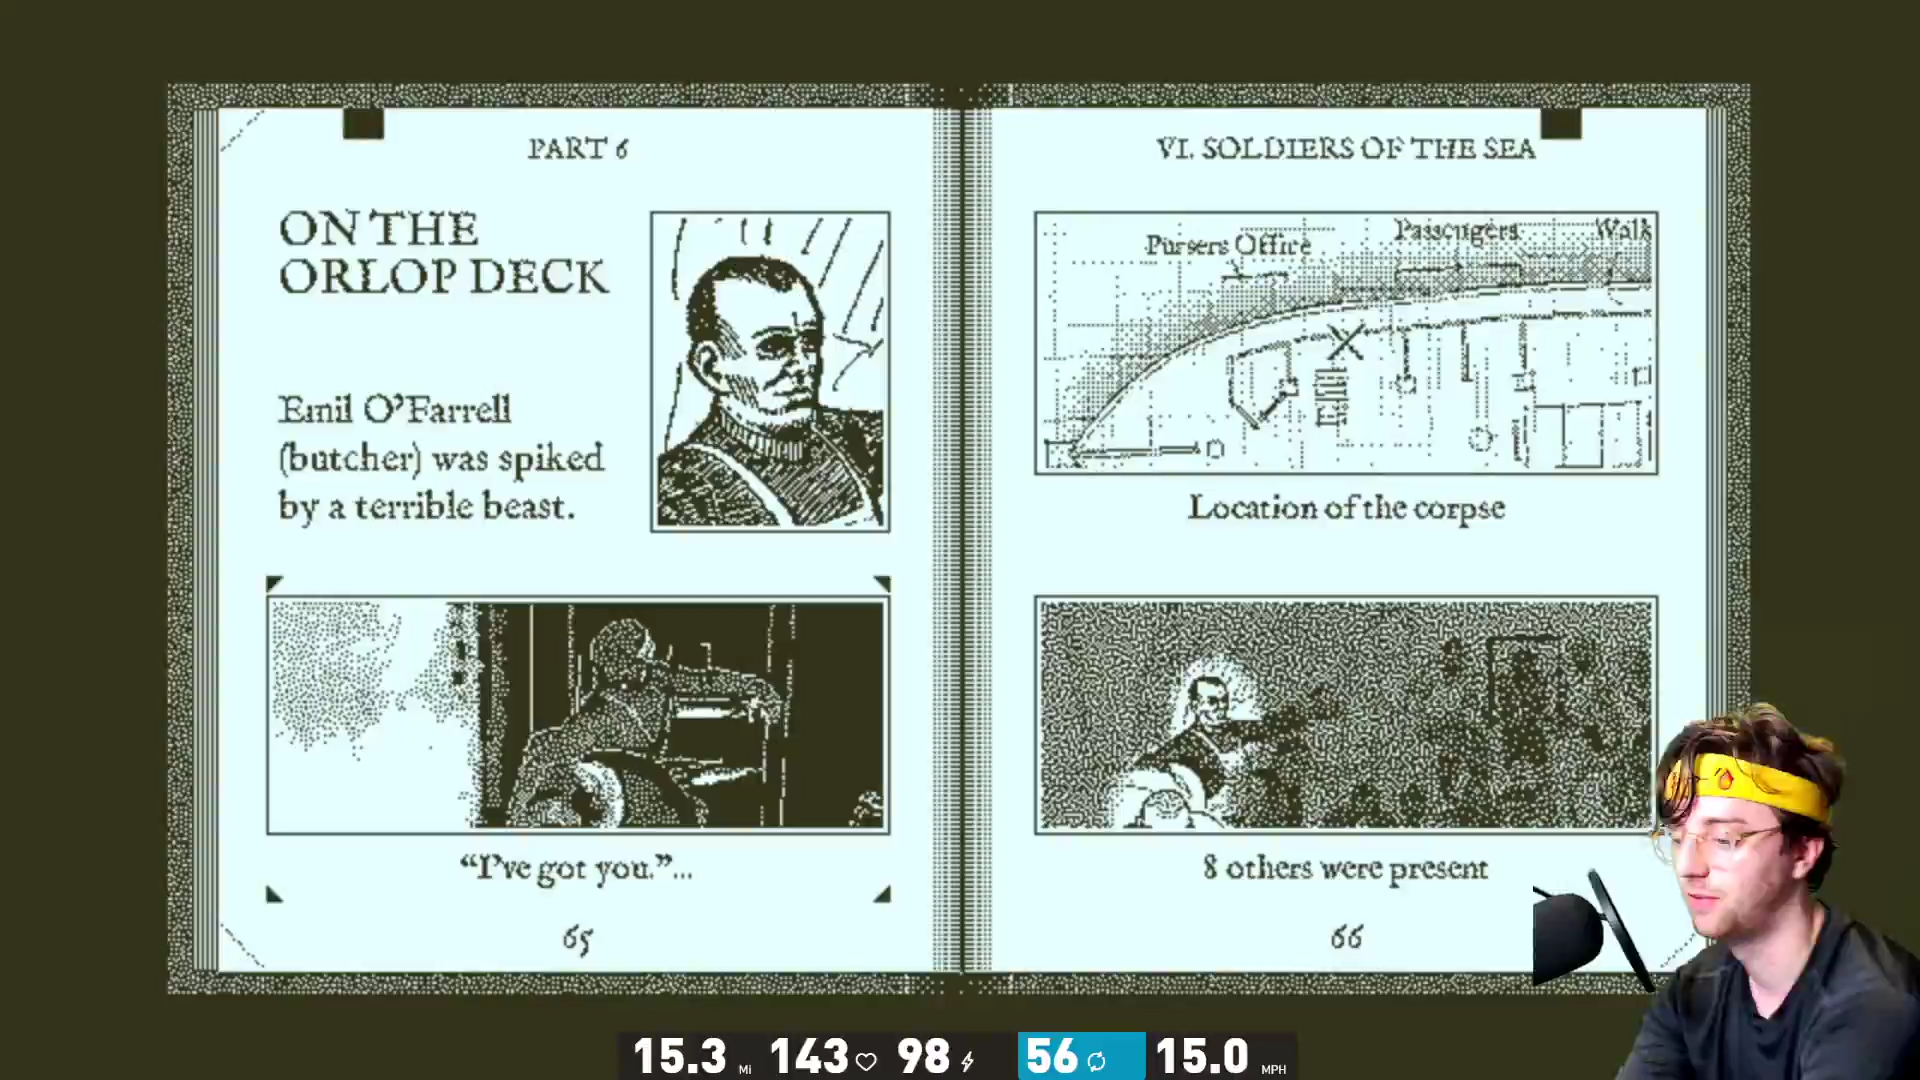 PART 6
ON THE
ORLOP DECK
Emil O'Farrell
(butcher) was spiked
by a terrible beast.
"I've got you."...
65
VI. SOLDIERS OF THE SEA
Pursers Office
Passengers
Walk
Location of the corpse
8 others were present
66
15.3 MI 143 98 56 15.0 MPH